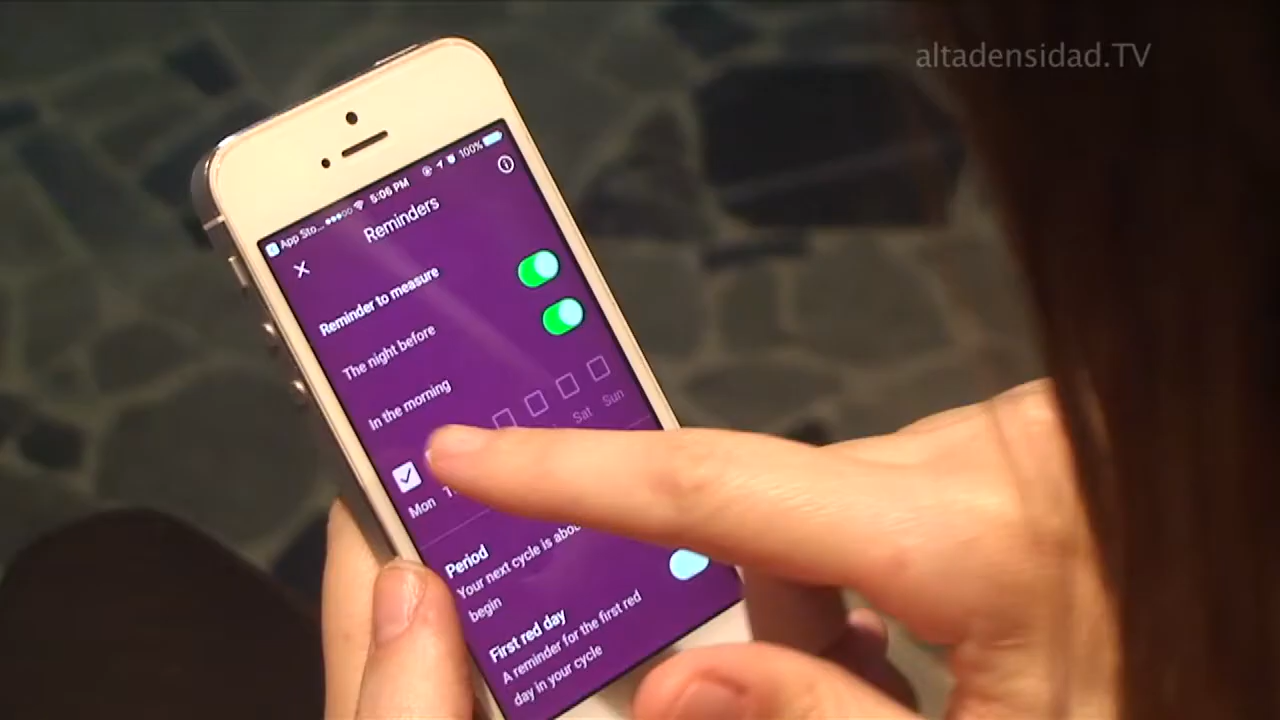 altadensidad.TV
App Sto... 5:06 PM 100%
Reminders
Reminder to measure
The night before
In the morning
Mon Sat Sun
Period
Your next cycle is
begin
First red day
A reminder for the first red
day in your cycle